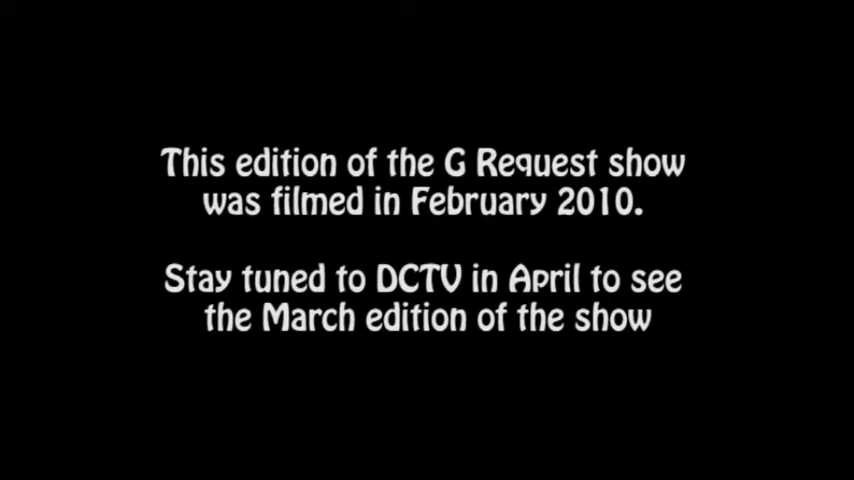 This edition of the G Request show
was filmed in February 2010.
Stay tuned to DCTV in April to see
the March edition of the show